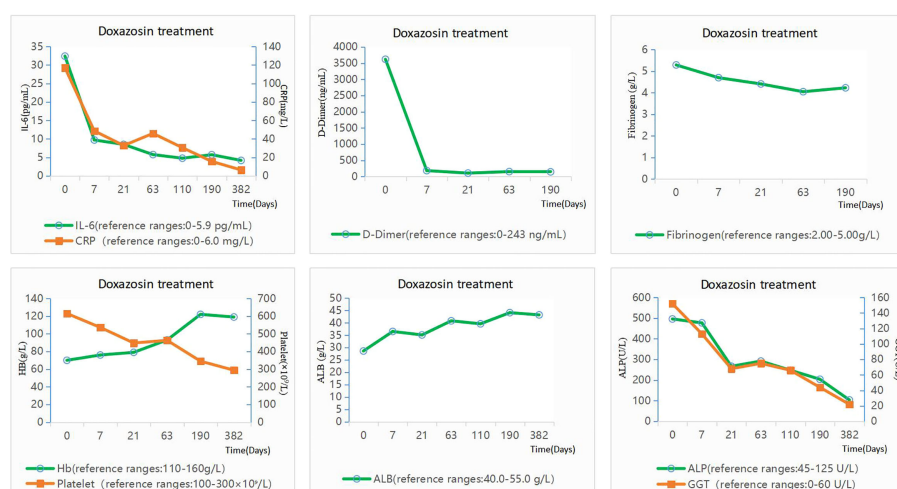 Doxazosin treatment
IL-6(pg/mL)
35
30
25
20
15
10
5
0
140
120
100
80
60
40
20
0
CRP(mg/L)
0 7 21 63 110 190 382
Time(Days)
IL-6(reference ranges:0-5.9 pg/mL)
CRP（reference ranges:0-6.0 mg/L)
Doxazosin treatment
D-Dimer(ng/mL)
4000
3500
3000
2500
2000
1500
1000
500
0
0 7 21 63 190
Time(Days)
D-Dimer(reference ranges:0-243 ng/mL)
Doxazosin treatment
Fibrinogen (g/L)
6
5
4
3
2
1
0
0 7 21 63 190
Time(Days)
Fibrinogen(reference ranges:2.00-5.00g/L)
Doxazosin treatment
HB(g/L)
140
120
100
80
60
40
20
0
700
600
500
400
300
200
100
0
Platelet(×10⁹/L)
0 7 21 63 190 382
Time(Days)
Hb(reference ranges:110-160g/L)
Platelet（reference ranges:100-300×10⁹/L)
Doxazosin treatment
ALB (g/L)
50
45
40
35
30
25
20
15
10
5
0
0 7 21 63 110 190 382
Time(Days)
ALB(reference ranges:40.0-55.0 g/L)
Doxazosin treatment
ALP(U/L)
600
500
400
300
200
100
0
160
140
120
100
80
60
40
20
0
0 7 21 63 110 190 382
Time(Days)
ALP(reference ranges:45-125 U/L)
GGT（reference ranges:0-60 U/L)